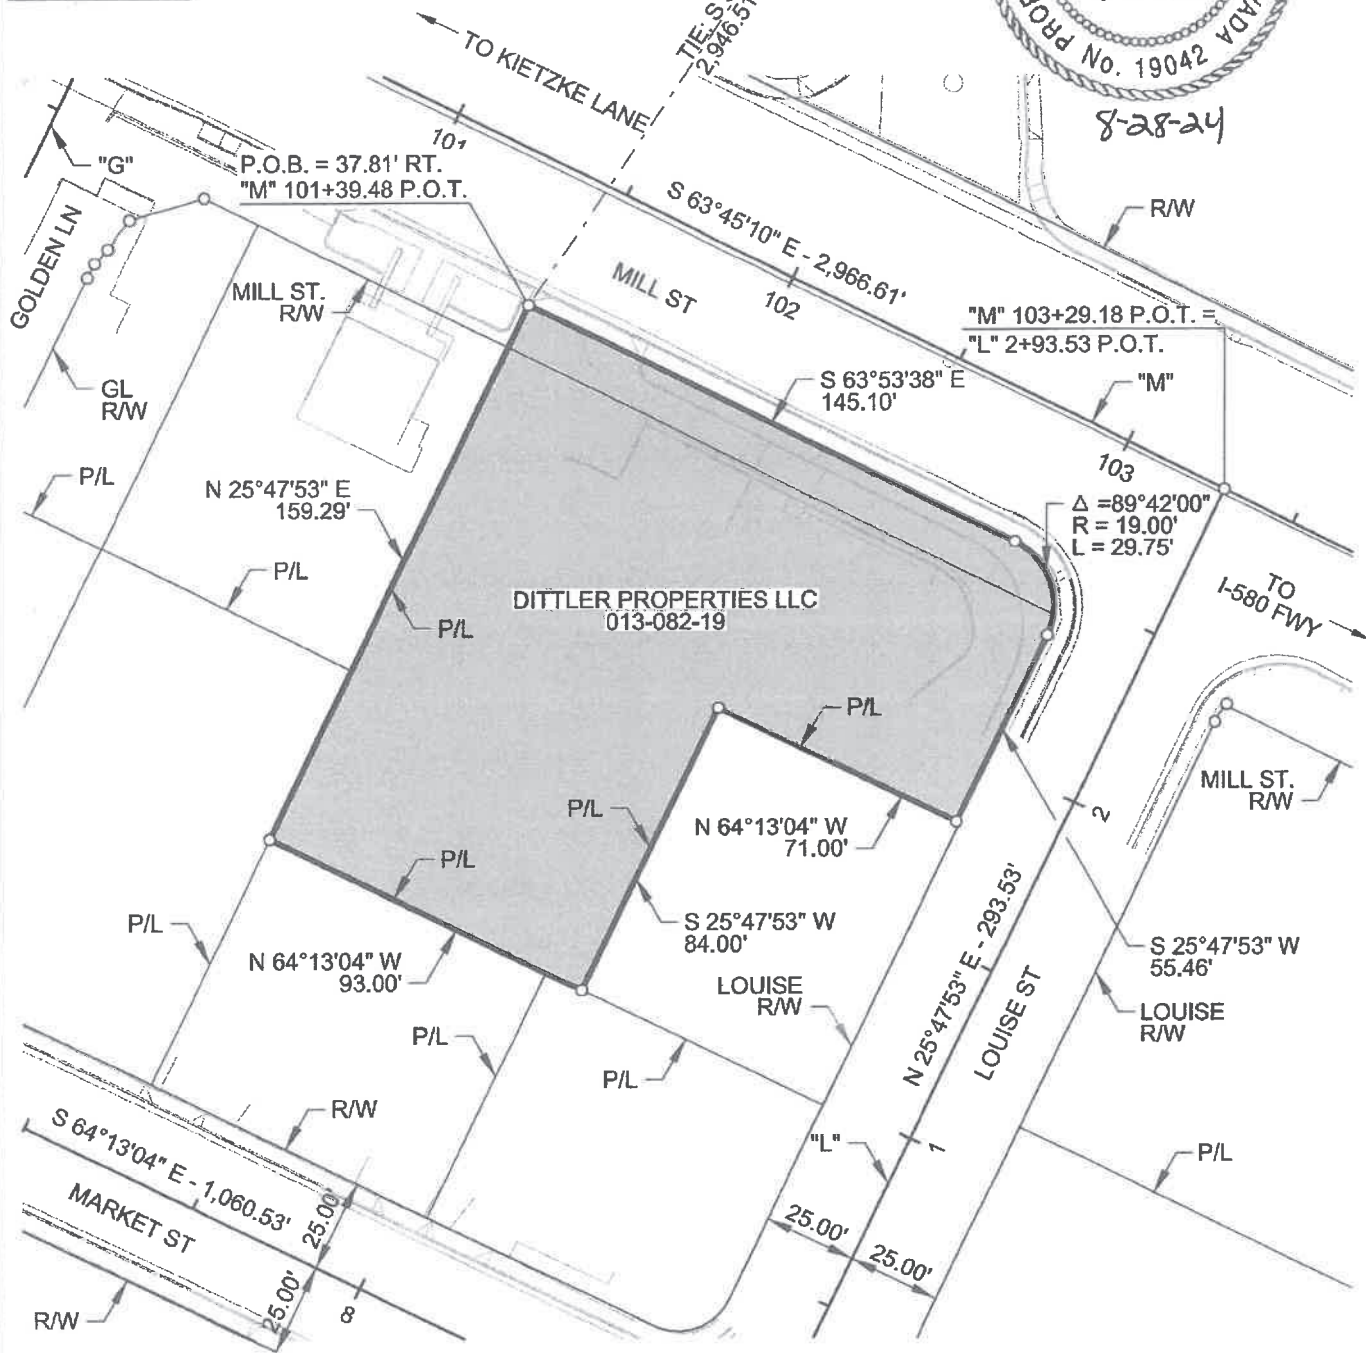 TO KIETZKE LANE
TIE: S
2,946.51
No. 19042
8-28-24
101
"G"
P.O.B. = 37.81' RT.
"M" 101+39.48 P.O.T.
R/W
S 63°45'10" E - 2,966.61'
GOLDEN LN
MILL ST.
R/W
MILL ST
102
"M" 103+29.18 P.O.T. =
"L" 2+93.53 P.O.T.
"M"
S 63°53'38" E
145.10'
GL
R/W
103
P/L
N 25°47'53" E
159.29'
Δ =89°42'00"
R = 19.00'
L = 29.75'
P/L
TO
I-580 FWY
DITTLER PROPERTIES LLC
013-082-19
P/L
P/L
MILL ST.
R/W
P/L
N 64°13'04" W
71.00'
2
P/L
S 25°47'53" W
84.00'
P/L
N 64°13'04" W
93.00'
N 25°47'53" E - 293.53'
S 25°47'53" W
55.46'
LOUISE
R/W
LOUISE ST
LOUISE
R/W
P/L
P/L
R/W
S 64°13'04" E - 1,060.53'
"L"
1
P/L
MARKET ST
25.00'
25.00'
25.00'
25.00'
8
R/W